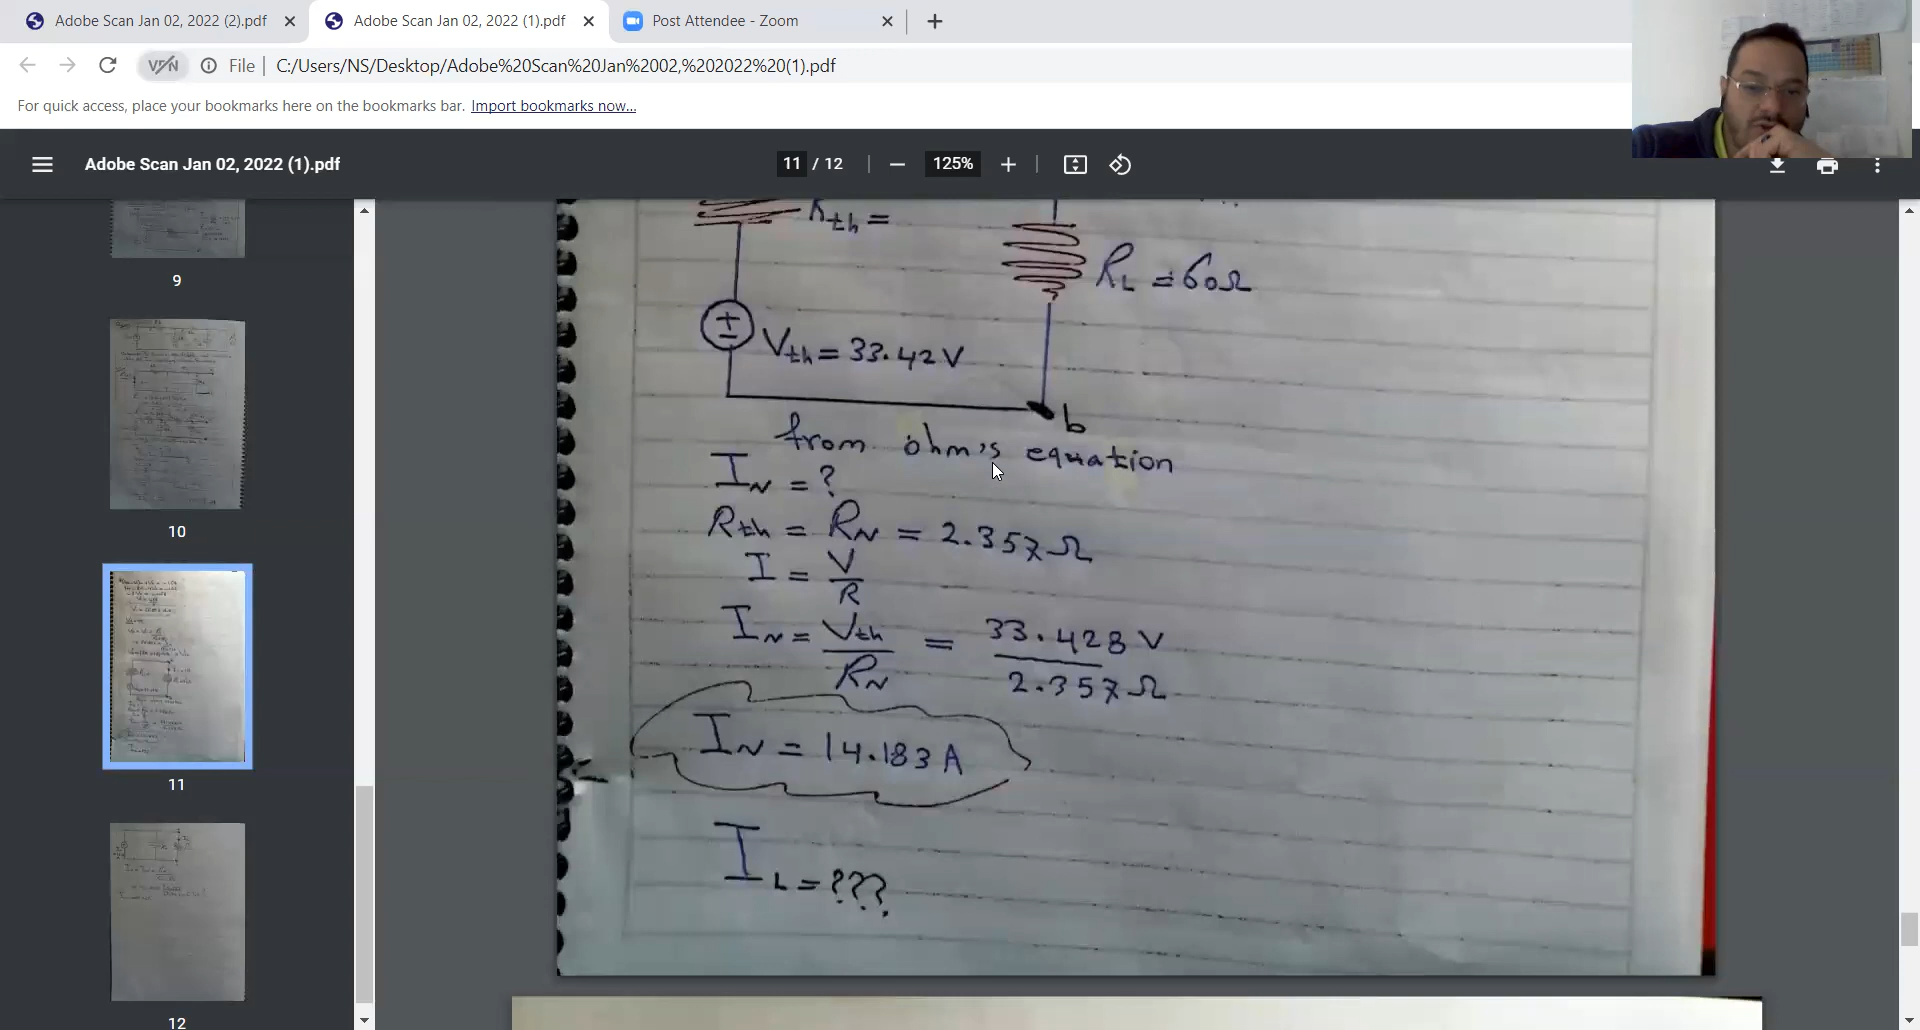 Adobe Scan Jan 02, 2022 (2).pdf
Adobe Scan Jan 02, 2022 (1).pdf
Post Attendee - Zoom
VPN
File
C:/Users/NS/Desktop/Adobe%20Scan%20Jan%2002,%202022%20(1).pdf
For quick access, place your bookmarks here on the bookmarks bar. Import bookmarks now...
Adobe Scan Jan 02, 2022 (1).pdf
11 / 12
125%
9
10
11
12
Rth =
RL = 60Ω
Vth = 33.42 V
b
from ohm's equation
IN = ?
Rth = RN = 2.357Ω
I = V/R
IN = Vth/RN = 33.428 V/2.357Ω
IN = 14.183 A
IL = ???